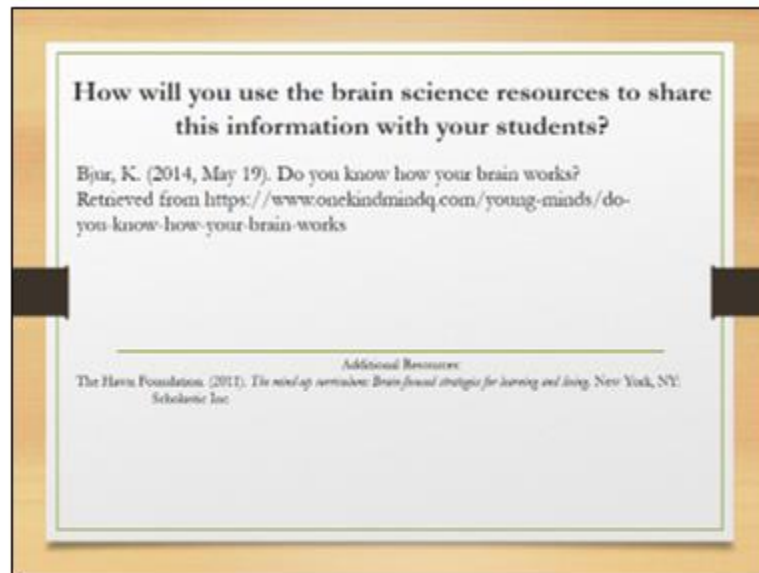 How will you use the brain science resources to share
this information with your students?
Bjur, K. (2014, May 19). Do you know how your brain works?
Retrieved from https://www.onekindmindq.com/young-minds/do-
you-know-how-your-brain-works
Additional Resources
The Hawn Foundation. (2011). The mind up curriculum: Brain-focused strategies for learning and living. New York, NY:
Scholastic Inc